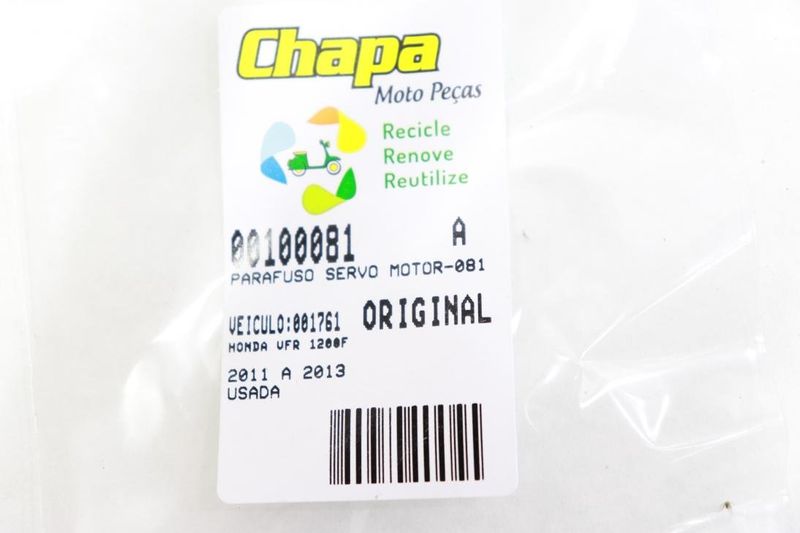 Chapa
Moto Peças
Recicle
Renove
Reutilize
00100081 A
PARAFUSO SERVO MOTOR-081
VEICULO:001761 ORIGINAL
HONDA VFR 1200F
2011 A 2013
USADA